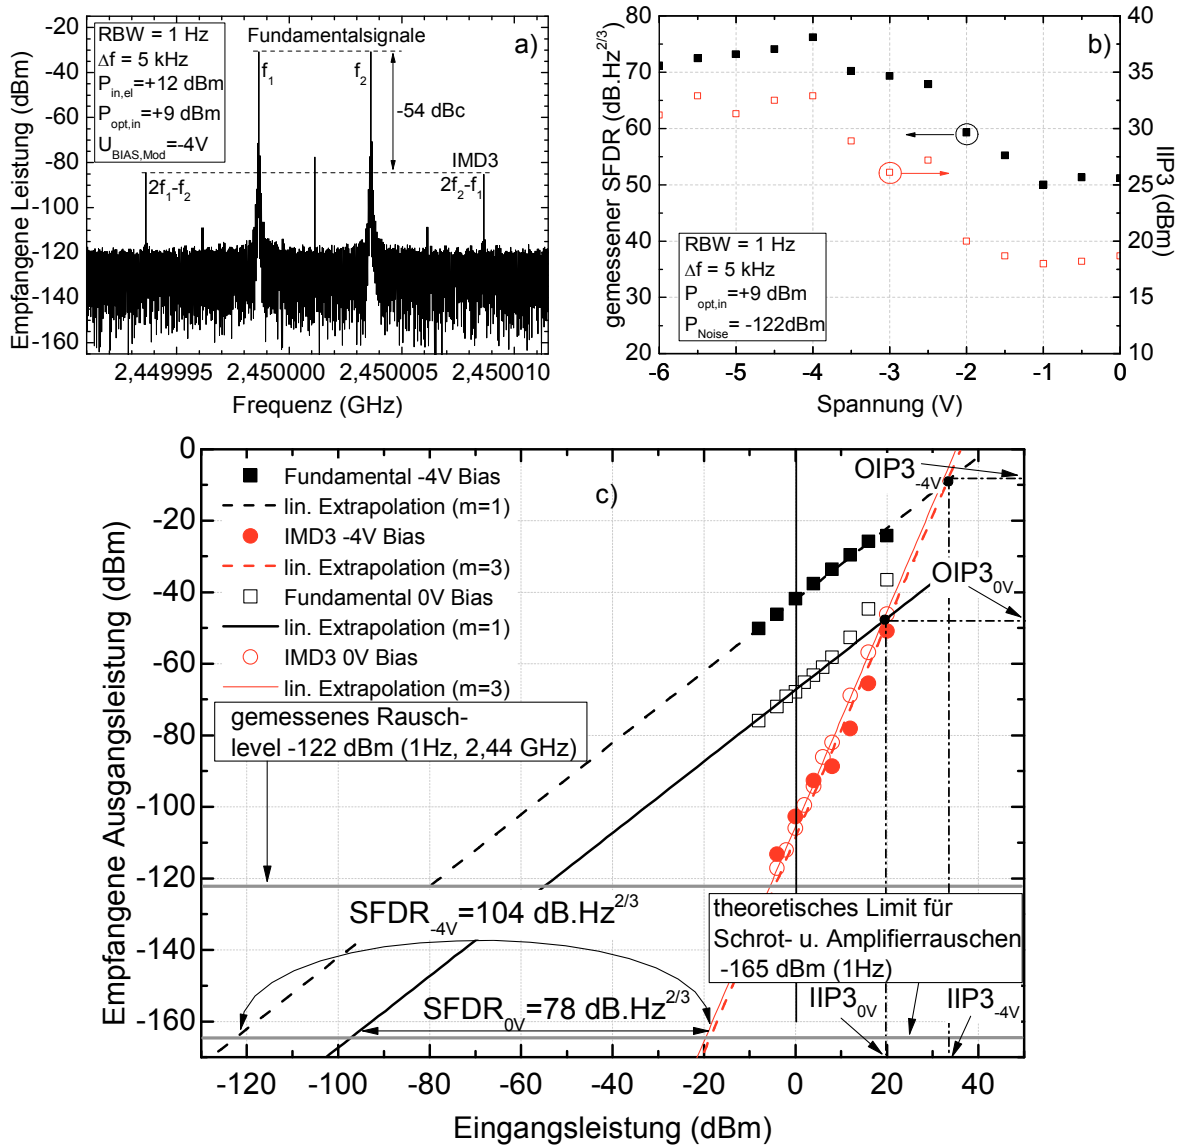 a)
RBW = 1 Hz
Δf = 5 kHz
P_in,el=+12 dBm
P_opt,in=+9 dBm
U_BIAS,Mod=-4V
Fundamentalsignale
f_1
f_2
-54 dBc
IMD3
2f_1-f_2
2f_2-f_1
Empfangene Leistung (dBm)
-20
-40
-60
-80
-100
-120
-140
-160
2,449995
2,450000
2,450005
2,450010
Frequenz (GHz)
b)
gemessener SFDR (dB.Hz^2/3)
80
70
60
50
40
30
20
IIP3 (dBm)
40
35
30
25
20
15
10
RBW = 1 Hz
Δf = 5 kHz
P_opt,in=+9 dBm
P_Noise= -122dBm
-6
-5
-4
-3
-2
-1
0
Spannung (V)
c)
Fundamental -4V Bias
lin. Extrapolation (m=1)
IMD3 -4V Bias
lin. Extrapolation (m=3)
Fundamental 0V Bias
lin. Extrapolation (m=1)
IMD3 0V Bias
lin. Extrapolation (m=3)
OIP3_-4V
OIP3_0V
gemessenes Rausch-
level -122 dBm (1Hz, 2,44 GHz)
SFDR_-4V=104 dB.Hz^2/3
SFDR_0V=78 dB.Hz^2/3
theoretisches Limit für
Schrot- u. Amplifierrauschen
-165 dBm (1Hz)
IIP3_0V
IIP3_-4V
Empfangene Ausgangsleistung (dBm)
0
-20
-40
-60
-80
-100
-120
-140
-160
-120
-100
-80
-60
-40
-20
0
20
40
Eingangsleistung (dBm)